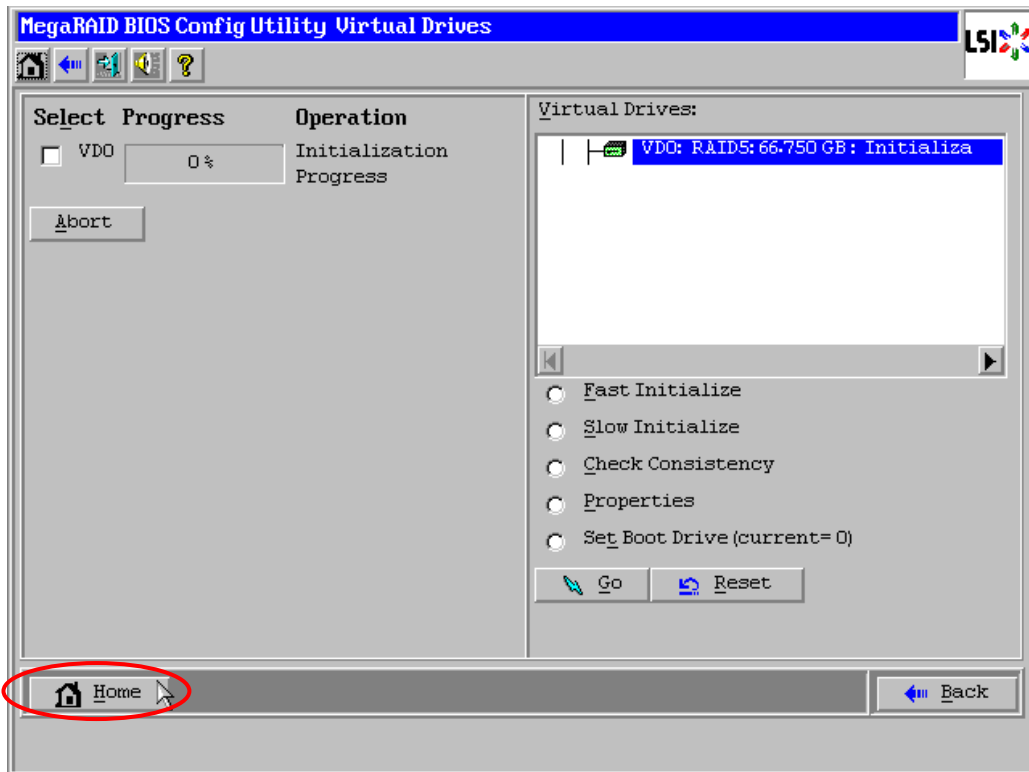 MegaRAID BIOS Config Utility Virtual Drives
LSI
Select Progress Operation
VD0 0% Initialization
Progress
Abort
Virtual Drives:
VD0: RAID5: 66.750 GB: Initializa
Fast Initialize
Slow Initialize
Check Consistency
Properties
Set Boot Drive (current= 0)
Go Reset
Home Back